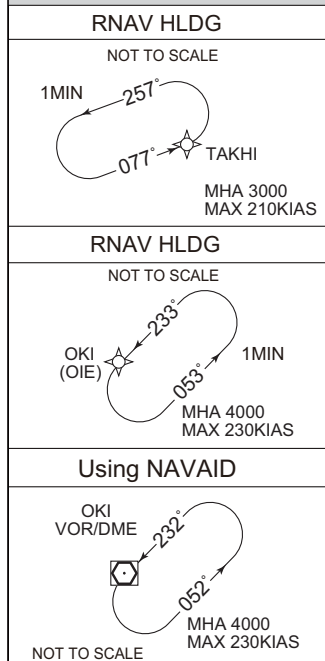 RNAV HLDG
NOT TO SCALE
1MIN
257°
077°
TAKHI
MHA 3000
MAX 210KIAS
RNAV HLDG
NOT TO SCALE
233°
OKI
(OIE)
053°
1MIN
MHA 4000
MAX 230KIAS
Using NAVAID
OKI
VOR/DME
232°
052°
MHA 4000
MAX 230KIAS
NOT TO SCALE